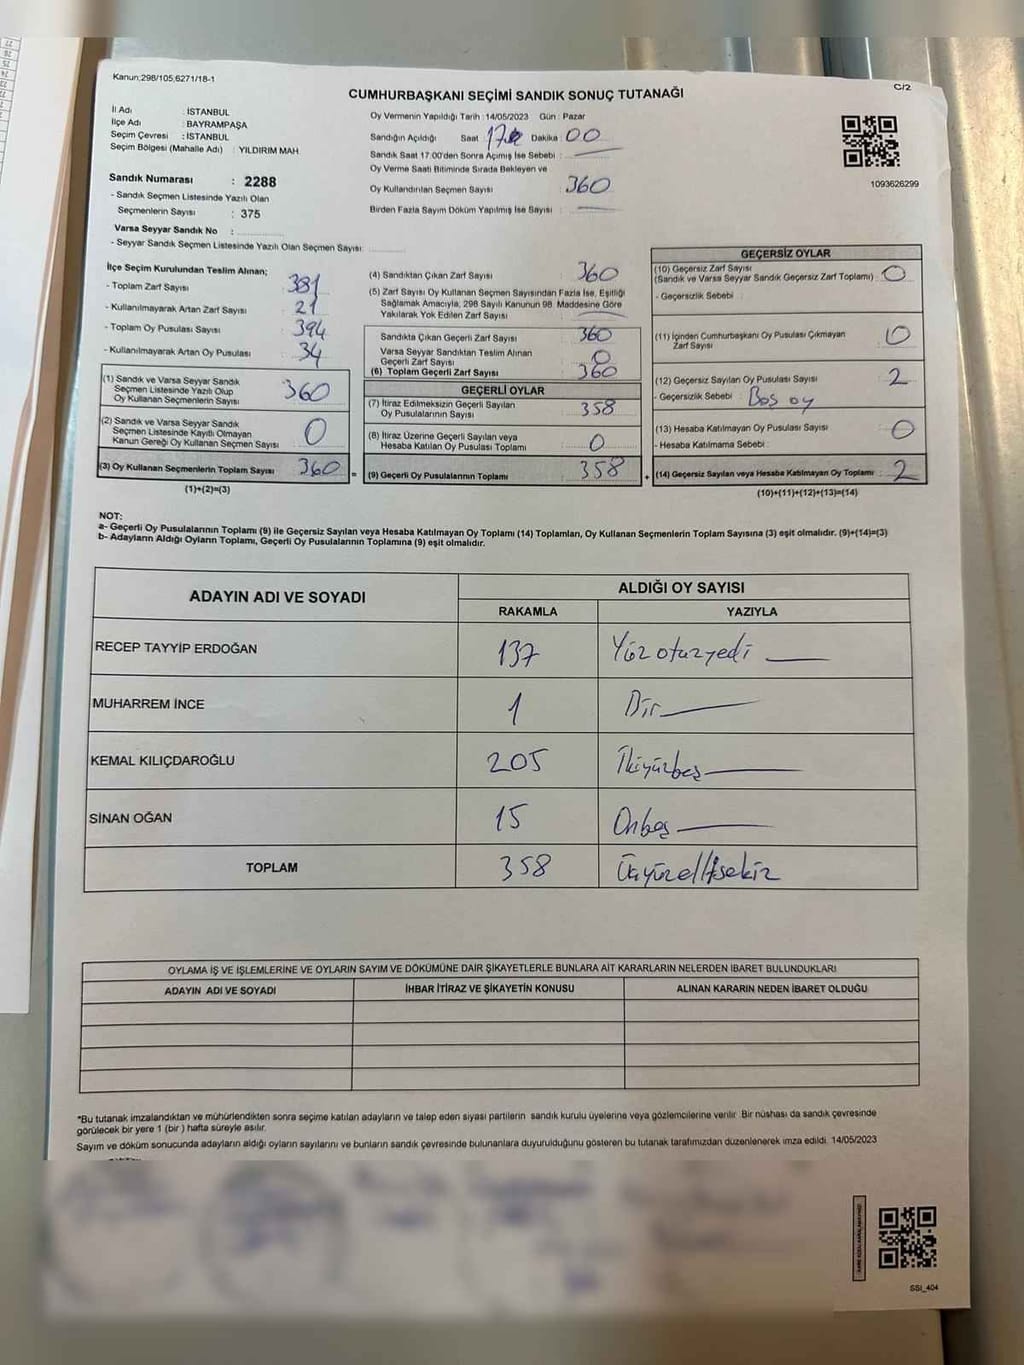 Kanun:298/105,6271/18-1
C/2
CUMHURBAŞKANI SEÇİMİ SANDIK SONUÇ TUTANAĞI
İl Adı : İSTANBUL
İlçe Adı : BAYRAMPAŞA
Seçim Çevresi : İSTANBUL
Seçim Bölgesi (Mahalle Adı) : YILDIRIM MAH.
Sandık Numarası : 2288
- Sandık Seçmen Listesinde Yazılı Olan
Seçmenlerin Sayısı : 375
Varsa Seyyar Sandık No :
- Seyyar Sandık Seçmen Listesinde Yazılı Olan Seçmen Sayısı:
Oy Vermenin Yapıldığı Tarih : 14/05/2023 Gün : Pazar
Sandığın Açıldığı Saat 17 Dakika 00
Sandık Saat 17:00'den Sonra Açımış İse Sebebi :
Oy Verme Saati Bitiminde Sırada Bekleyen ve
Oy Kullandırılan Seçmen Sayısı 360
Birden Fazla Sayım Döküm Yapılmış İse Sayısı :
1093626299
İlçe Seçim Kurulundan Teslim Alınan;
- Toplam Zarf Sayısı : 381
- Kullanılmayarak Artan Zarf Sayısı : 21
- Toplam Oy Pusulası Sayısı : 394
- Kullanılmayarak Artan Oy Pusulası : 34
(1) Sandık ve Varsa Seyyar Sandık
Seçmen Listesinde Yazılı Olup
Oy Kullanan Seçmenlerin Sayısı : 360
(2) Sandık ve Varsa Seyyar Sandık
Seçmen Listesinde Kayıtlı Olmayan
Kanun Gereği Oy Kullanan Seçmen Sayısı : 0
(3) Oy Kullanan Seçmenlerin Toplam Sayısı : 360 =
(1)+(2)=(3)
(4) Sandıktan Çıkan Zarf Sayısı : 360
(5) Zarf Sayısı Oy Kullanan Seçmen Sayısından Fazla İse, Eşitliği
Sağlamak Amacıyla, 298 Sayılı Kanunun 98. Maddesine Göre
Yakılarak Yok Edilen Zarf Sayısı :
Sandıkta Çıkan Geçerli Zarf Sayısı : 360
Varsa Seyyar Sandıktan Teslim Alınan
Geçerli Zarf Sayısı : 0
(6) Toplam Geçerli Zarf Sayısı : 360
GEÇERLİ OYLAR
(7) İtiraz Edilmeksizin Geçerli Sayılan
Oy Pusulalarının Sayısı : 358
(8) İtiraz Üzerine Geçerli Sayılan veya
Hesaba Katılan Oy Pusulaları Toplamı : 0
(9) Geçerli Oy Pusulalarının Toplamı : 358 +
GEÇERSİZ OYLAR
(10) Geçersiz Zarf Sayısı
(Sandık ve Varsa Seyyar Sandık Geçersiz Zarf Toplamı) : 0
- Geçersizlik Sebebi :
(11) İçinden Cumhurbaşkanı Oy Pusulası Çıkmayan
Zarf Sayısı : 0
(12) Geçersiz Sayılan Oy Pusulası Sayısı : 2
- Geçersizlik Sebebi : Boş oy
(13) Hesaba Katılmayan Oy Pusulası Sayısı : 0
- Hesaba Katılmama Sebebi :
(14) Geçersiz Sayılan veya Hesaba Katılmayan Oy Toplamı : 2
(10)+(11)+(12)+(13)=(14)
NOT:
a- Geçerli Oy Pusulalarının Toplamı (9) ile Geçersiz Sayılan veya Hesaba Katılmayan Oy Toplamı (14) Toplamları, Oy Kullanan Seçmenlerin Toplam Sayısına (3) eşit olmalıdır. (9)+(14)=(3)
b- Adayların Aldığı Oyların Toplamı, Geçerli Oy Pusulalarının Toplamına (9) eşit olmalıdır.
ADAYIN ADI VE SOYADI
ALDIĞI OY SAYISI
RAKAMLA YAZIYLA
RECEP TAYYİP ERDOĞAN 137 Yüzotuzyedi
MUHARREM İNCE 1 Bir
KEMAL KILIÇDAROĞLU 205 İkiyüzbeş
SİNAN OĞAN 15 Onbeş
TOPLAM 358 Üçyüzellisekiz
OYLAMA İŞ VE İŞLEMLERİNE VE OYLARIN SAYIM VE DÖKÜMÜNE DAİR ŞİKAYETLERLE BUNLARA AİT KARARLARIN NELERDEN İBARET BULUNDUKLARI
ADAYIN ADI VE SOYADI İHBAR İTİRAZ VE ŞİKAYETİN KONUSU ALINAN KARARIN NEDEN İBARET OLDUĞU
*Bu tutanak imzalandıktan ve mühürlendikten sonra seçime katılan adayların ve talep eden siyasi partilerin sandık kurulu üyelerine veya gözlemcilerine verilir. Bir nüshası da sandık çevresinde
görülecek bir yere 1 (bir) hafta süreyle asılır.
Sayım ve döküm sonucunda adayların aldığı oyların sayılarını ve bunların sandık çevresinde bulunanlara duyurulduğunu gösteren bu tutanak tarafımızdan düzenlenerek imza edildi. 14/05/2023
SSI_404